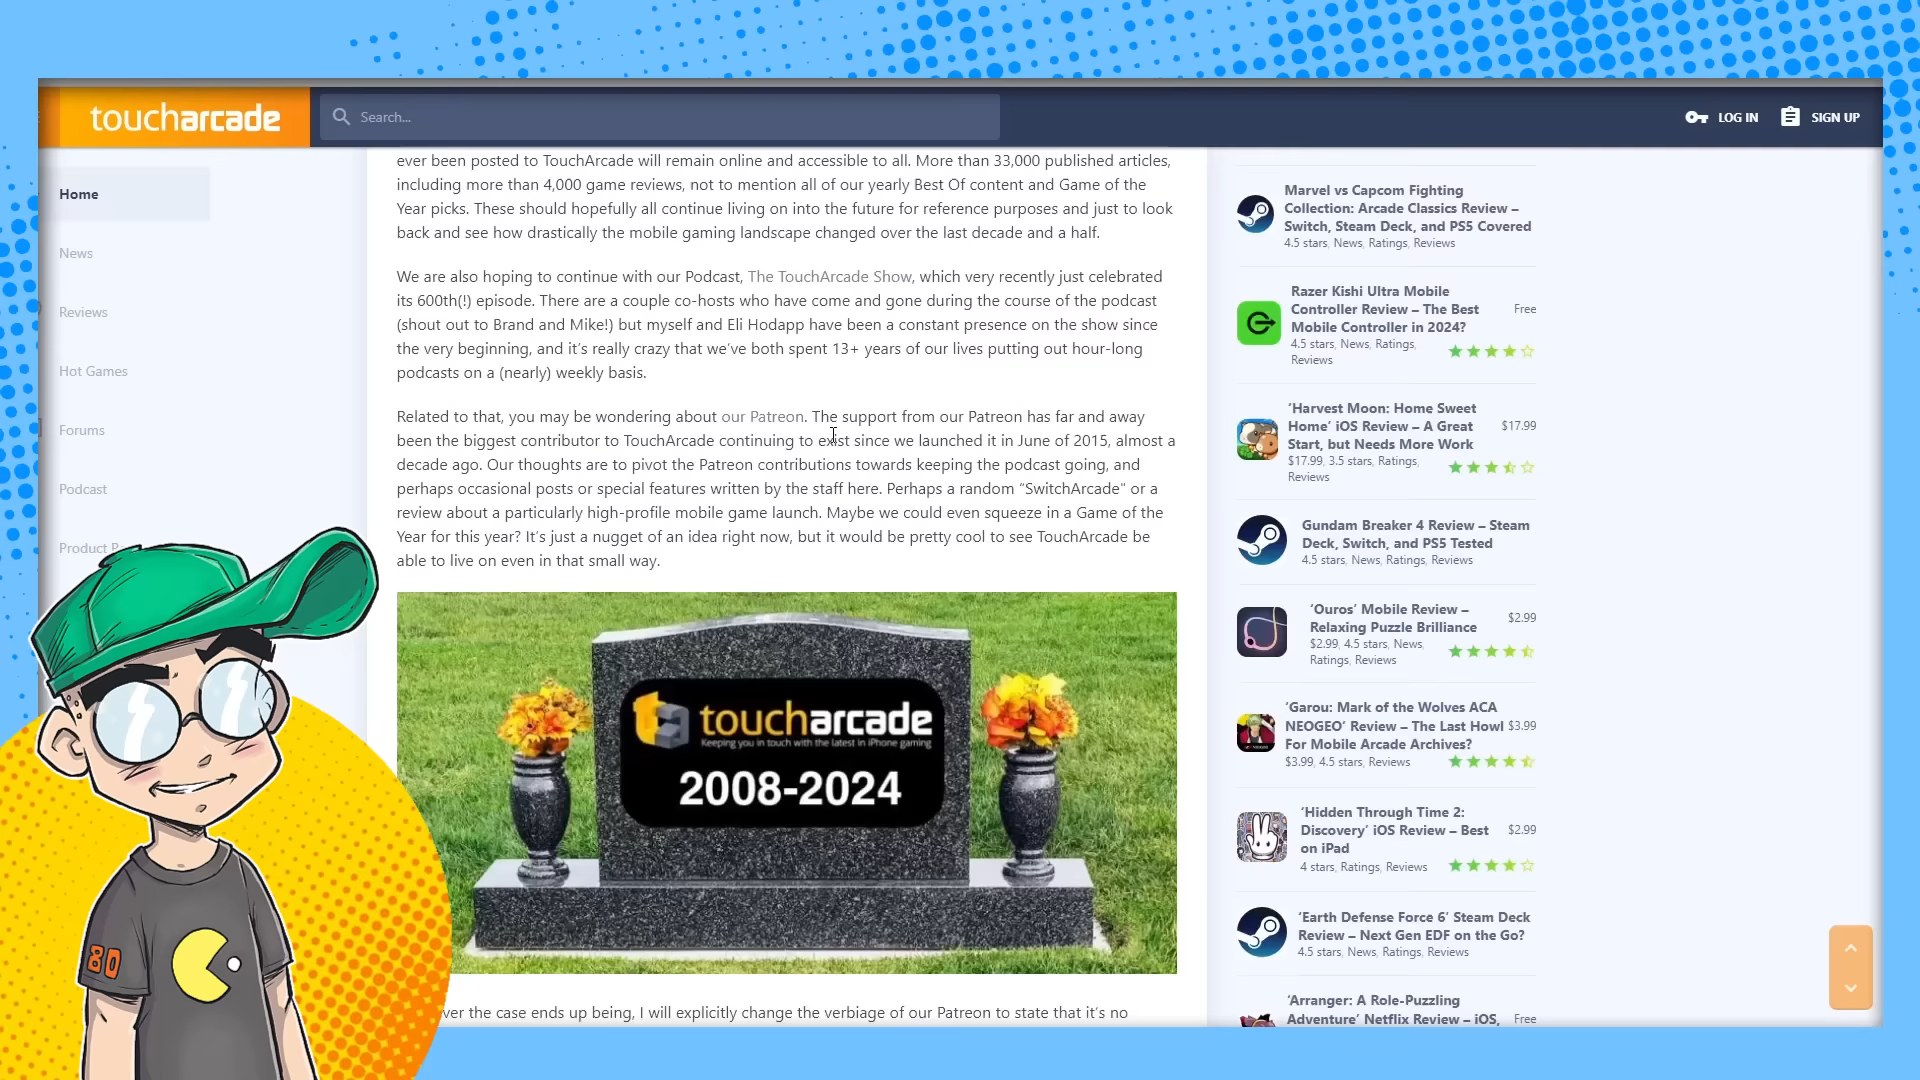 toucharcade
Search...
LOG IN
SIGN UP
Home
News
Reviews
Hot Games
Forums
Podcast
Product
ever been posted to TouchArcade will remain online and accessible to all. More than 33,000 published articles,
including more than 4,000 game reviews, not to mention all of our yearly Best Of content and Game of the
Year picks. These should hopefully all continue living on into the future for reference purposes and just to look
back and see how drastically the mobile gaming landscape changed over the last decade and a half.
We are also hoping to continue with our Podcast, The TouchArcade Show, which very recently just celebrated
its 600th(!) episode. There are a couple co-hosts who have come and gone during the course of the podcast
(shout out to Brand and Mike!) but myself and Eli Hodapp have been a constant presence on the show since
the very beginning, and it's really crazy that we've both spent 13+ years of our lives putting out hour-long
podcasts on a (nearly) weekly basis.
Related to that, you may be wondering about our Patreon. The support from our Patreon has far and away
been the biggest contributor to TouchArcade continuing to exist since we launched it in June of 2015, almost a
decade ago. Our thoughts are to pivot the Patreon contributions towards keeping the podcast going, and
perhaps occasional posts or special features written by the staff here. Perhaps a random “SwitchArcade” or a
review about a particularly high-profile mobile game launch. Maybe we could even squeeze in a Game of the
Year for this year? It's just a nugget of an idea right now, but it would be pretty cool to see TouchArcade be
able to live on even in that small way.
ta toucharcade
Keeping you in touch with the latest in iPhone gaming
2008-2024
ver the case ends up being, I will explicitly change the verbiage of our Patreon to state that it's no
Marvel vs Capcom Fighting
Collection: Arcade Classics Review –
Switch, Steam Deck, and PS5 Covered
4.5 stars, News, Ratings, Reviews
Razer Kishi Ultra Mobile
Controller Review – The Best
Mobile Controller in 2024?
Free
4.5 stars, News, Ratings,
Reviews
‘Harvest Moon: Home Sweet
Home’ iOS Review – A Great
Start, but Needs More Work
$17.99
$17.99, 3.5 stars, Ratings,
Reviews
Gundam Breaker 4 Review – Steam
Deck, Switch, and PS5 Tested
4.5 stars, News, Ratings, Reviews
‘Ouros’ Mobile Review –
Relaxing Puzzle Brilliance
$2.99
$2.99, 4.5 stars, News,
Ratings, Reviews
‘Garou: Mark of the Wolves ACA
NEOGEO’ Review – The Last Howl
For Mobile Arcade Archives?
$3.99
$3.99, 4.5 stars, Reviews
‘Hidden Through Time 2:
Discovery’ iOS Review – Best
on iPad
$2.99
4 stars, Ratings, Reviews
‘Earth Defense Force 6’ Steam Deck
Review – Next Gen EDF on the Go?
4.5 stars, News, Ratings, Reviews
‘Arranger: A Role-Puzzling
Adventure’ Netflix Review – iOS,
Free
80